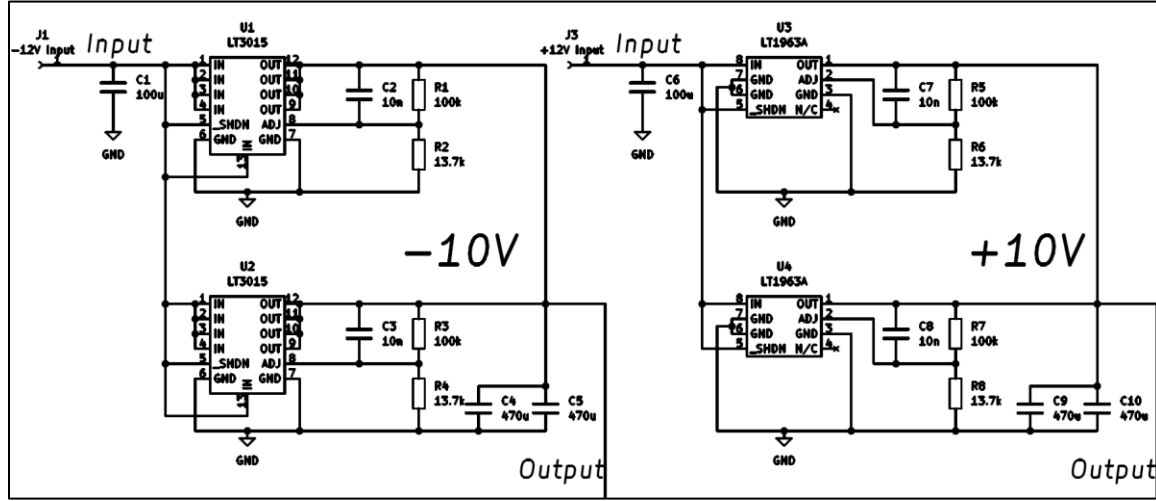 J1
-12V Input
1
Input
C1
100u
GND
U1
LT3015
1 IN OUT 12
2 IN OUT 11
3 IN OUT 10
4 IN OUT 9
5 _SHDN ADJ 8
6 GND GND 7
IN
13
C2
10n
R1
100k
R2
13.7k
GND
-10V
U2
LT3015
1 IN OUT 12
2 IN OUT 11
3 IN OUT 10
4 IN OUT 9
5 _SHDN ADJ 8
6 GND GND 7
IN
13
C3
10n
R3
100k
R4
13.7k
C4
470u
C5
470u
GND
Output
J3
+12V Input
1
Input
C6
100u
GND
U3
LT1963A
8 IN OUT 1
7 GND ADJ 2
6 GND GND 3
5 _SHDN N/C 4
C7
10n
R5
100k
R6
13.7k
GND
+10V
U4
LT1963A
8 IN OUT 1
7 GND ADJ 2
6 GND GND 3
5 _SHDN N/C 4
C8
10n
R7
100k
R8
13.7k
C9
470u
C10
470u
GND
Output